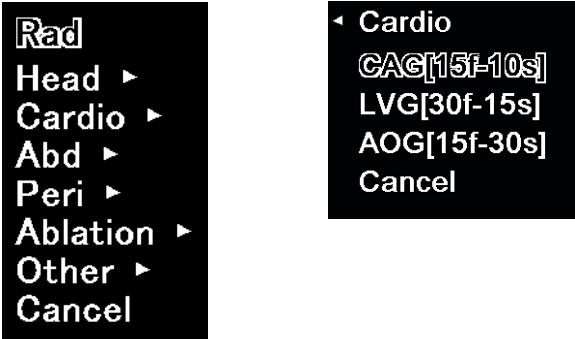 Rad
Head ►
Cardio ►
Abd ►
Peri ►
Ablation ►
Other ►
Cancel
◄ Cardio
CAG[15f-10s]
LVG[30f-15s]
AOG[15f-30s]
Cancel